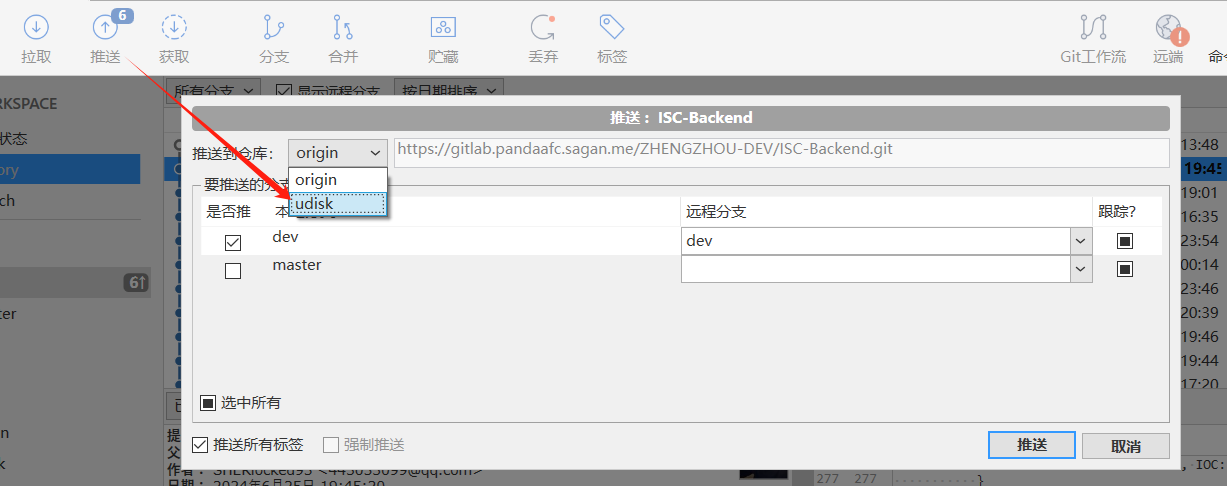 6
拉取 推送 获取 分支 合并 贮藏 丢弃 标签 Git工作流 远端
所有分支 显示远程分支 按日期排序
RKSPACE
推送： ISC-Backend
状态
推送到仓库： origin https://gitlab.pandaafc.sagan.me/ZHENGZHOU-DEV/ISC-Backend.git
13:48
ory
origin
19:45
要推送的分支
udisk
19:01
ch
是否推 本 远程分支 跟踪?
16:35
dev dev
23:54
master
00:14
6↑
23:46
ter
20:39
19:46
19:44
17:20
选中所有
推送所有标签 强制推送 推送 取消
提
父
作者： SHERlocked93 <445033099@qq.com>
日期： 2024年6月25日 19:45:20
277 277 }
, IOC: